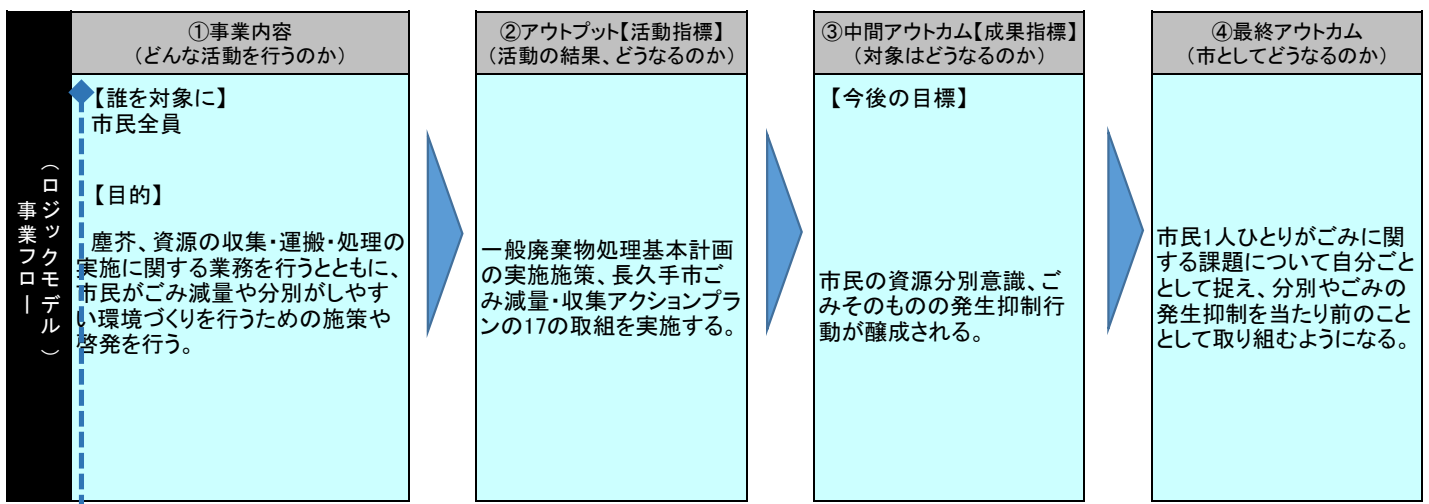 事業フロー
（ロジックモデル）
①事業内容
（どんな活動を行うのか）
【誰を対象に】
市民全員
【目的】
塵芥、資源の収集・運搬・処理の
実施に関する業務を行うとともに、
市民がごみ減量や分別がしやす
い環境づくりを行うための施策や
啓発を行う。
②アウトプット【活動指標】
（活動の結果、どうなるのか）
一般廃棄物処理基本計画
の実施施策、長久手市ご
み減量・収集アクションプラ
ンの17の取組を実施する。
③中間アウトカム【成果指標】
（対象はどうなるのか）
【今後の目標】
市民の資源分別意識、ご
みそのものの発生抑制行
動が醸成される。
④最終アウトカム
（市としてどうなるのか）
市民1人ひとりがごみに関
する課題について自分ごと
として捉え、分別やごみの
発生抑制を当たり前のこと
として取り組むようになる。